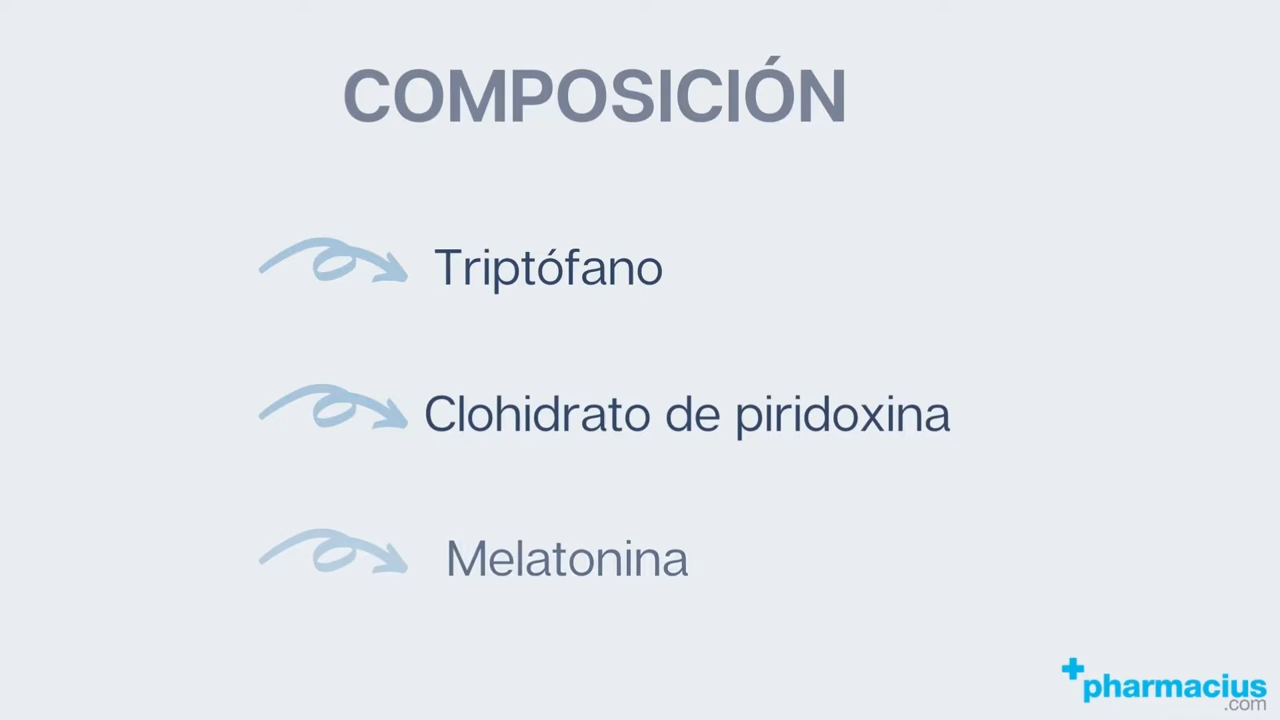 COMPOSICIÓN
Triptófano
Clohidrato de piridoxina
Melatonina
pharmacius
.com